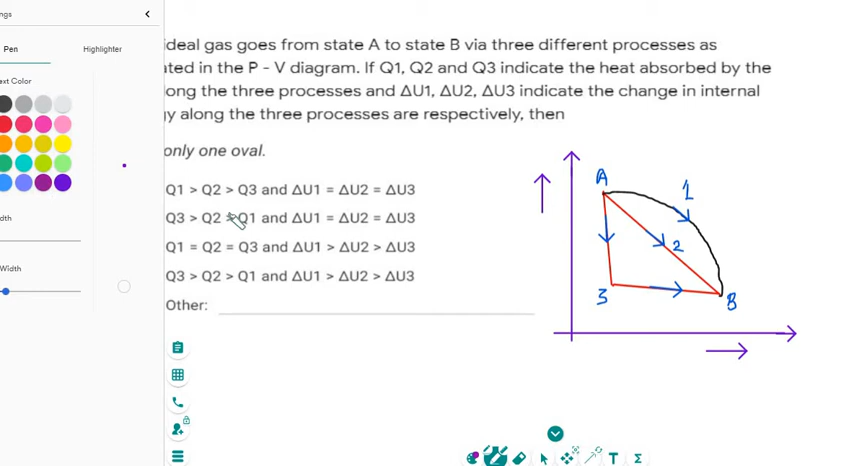 ngs
Pen
Highlighter
ext Color
idth
Width
ideal gas goes from state A to state B via three different processes as
ated in the P - V diagram. If Q1, Q2 and Q3 indicate the heat absorbed by the
long the three processes and ΔU1, ΔU2, ΔU3 indicate the change in internal
gy along the three processes are respectively, then
only one oval.
Q1 > Q2 > Q3 and ΔU1 = ΔU2 = ΔU3
Q3 > Q2 > Q1 and ΔU1 = ΔU2 = ΔU3
Q1 = Q2 = Q3 and ΔU1 > ΔU2 > ΔU3
Q3 > Q2 > Q1 and ΔU1 > ΔU2 > ΔU3
Other:
A
1
2
3
B
T
Σ